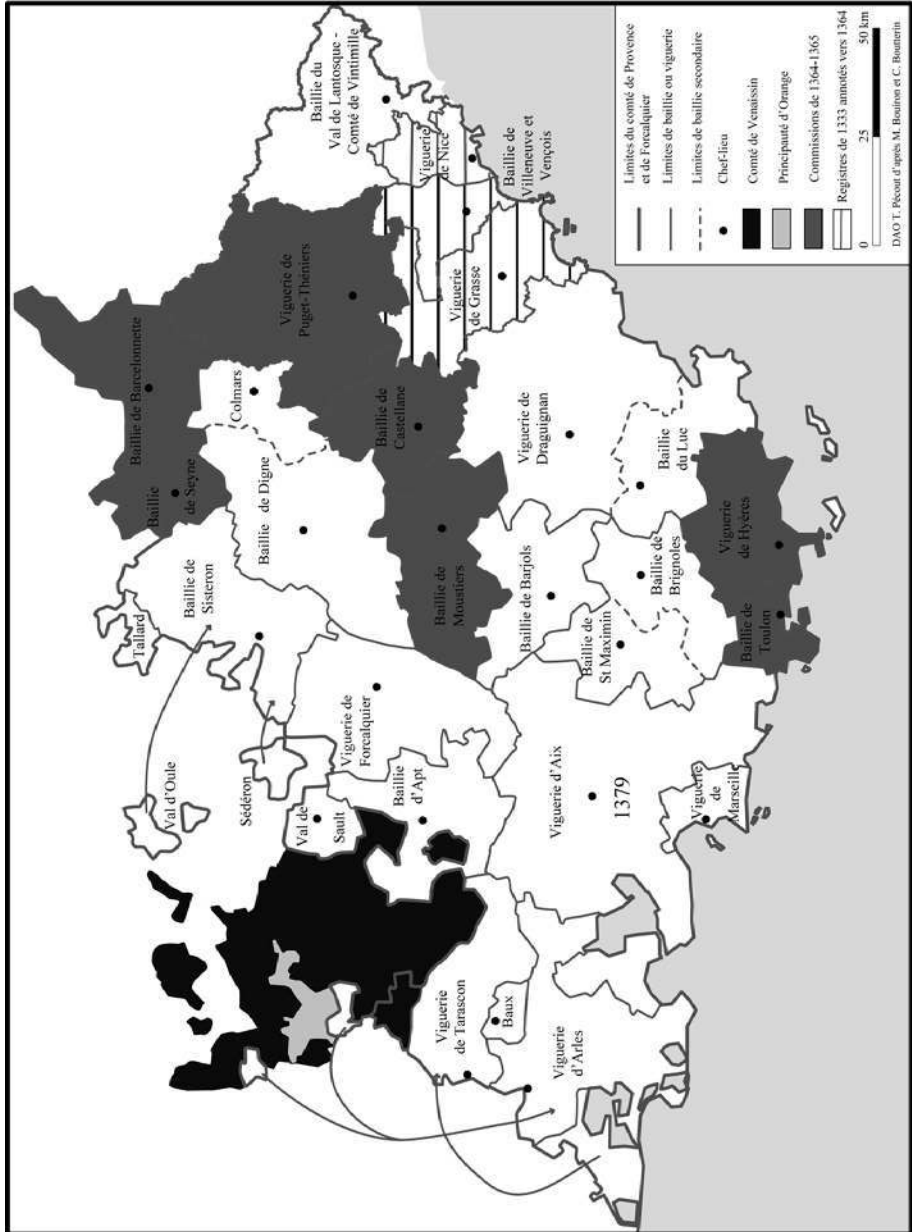 Baillie du
Val de Lantosque -
Comté de Vintimille
Viguerie
de Nice
Baillie de
Villeneuve et
Vençois
Viguerie
de Grasse
Viguerie de
Puget-Théniers
Baillie de Barcelonnette
Colmars
Baillie
de Seyne
Baillie de
Castellane
Baillie de Digne
Baillie de
Moustiers
Viguerie de
Draguignan
Baillie
du Luc
Viguerie
de Hyères
Baillie de
Toulon
Baillie de
Brignoles
Baillie de Barjols
Baillie de
St Maximin
Tallard
Baillie de
Sisteron
Val d'Oule
Sédéron
Viguerie de
Forcalquier
Val de
Sault
Baillie
d'Apt
Viguerie d'Aix
1379
Viguerie
de
Marseille
Viguerie
de Tarascon
Baux
Viguerie
d'Arles
Limites du comté de Provence
et de Forcalquier
Limites de baillie ou viguerie
Limites de baillie secondaire
Chef-lieu
Comté de Venaissin
Principauté d'Orange
Commissions de 1364-1365
Registres de 1333 annotés vers 1364
0 25 50 km
DAO T. Pécout d'après M. Bouiron et C. Boutterin